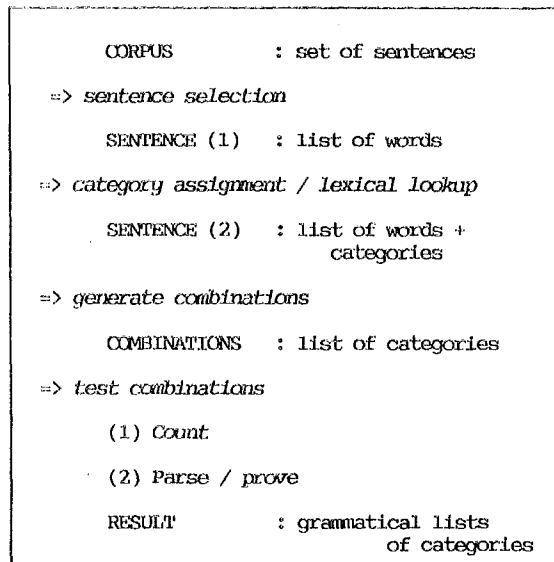 CORPUS : set of sentences
=> sentence selection
SENTENCE (1) : list of words
=> category assignment / lexical lookup
SENTENCE (2) : list of words +
categories
=> generate combinations
COMBINATIONS : list of categories
=> test combinations
(1) Count
(2) Parse / prove
RESULT : grammatical lists
of categories